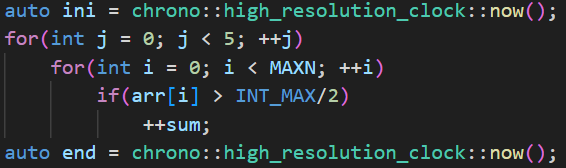 auto ini = chrono::high_resolution_clock::now();
for(int j = 0; j < 5; ++j)
    for(int i = 0; i < MAXN; ++i)
        if(arr[i] > INT_MAX/2)
            ++sum;
auto end = chrono::high_resolution_clock::now();